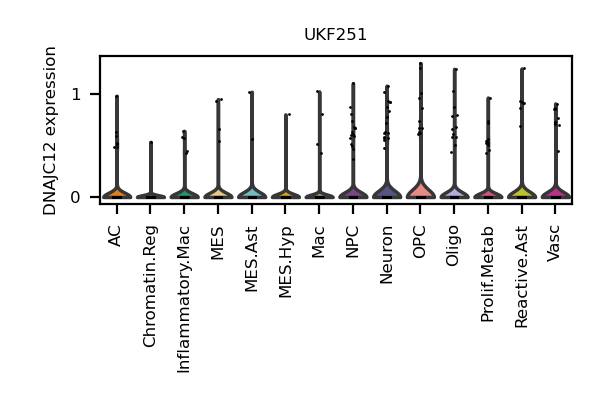 UKF251
DNAJC12 expression
1
0
AC
Chromatin.Reg
Inflammatory.Mac
MES
MES.Ast
MES.Hyp
Mac
NPC
Neuron
OPC
Oligo
Prolif.Metab
Reactive.Ast
Vasc